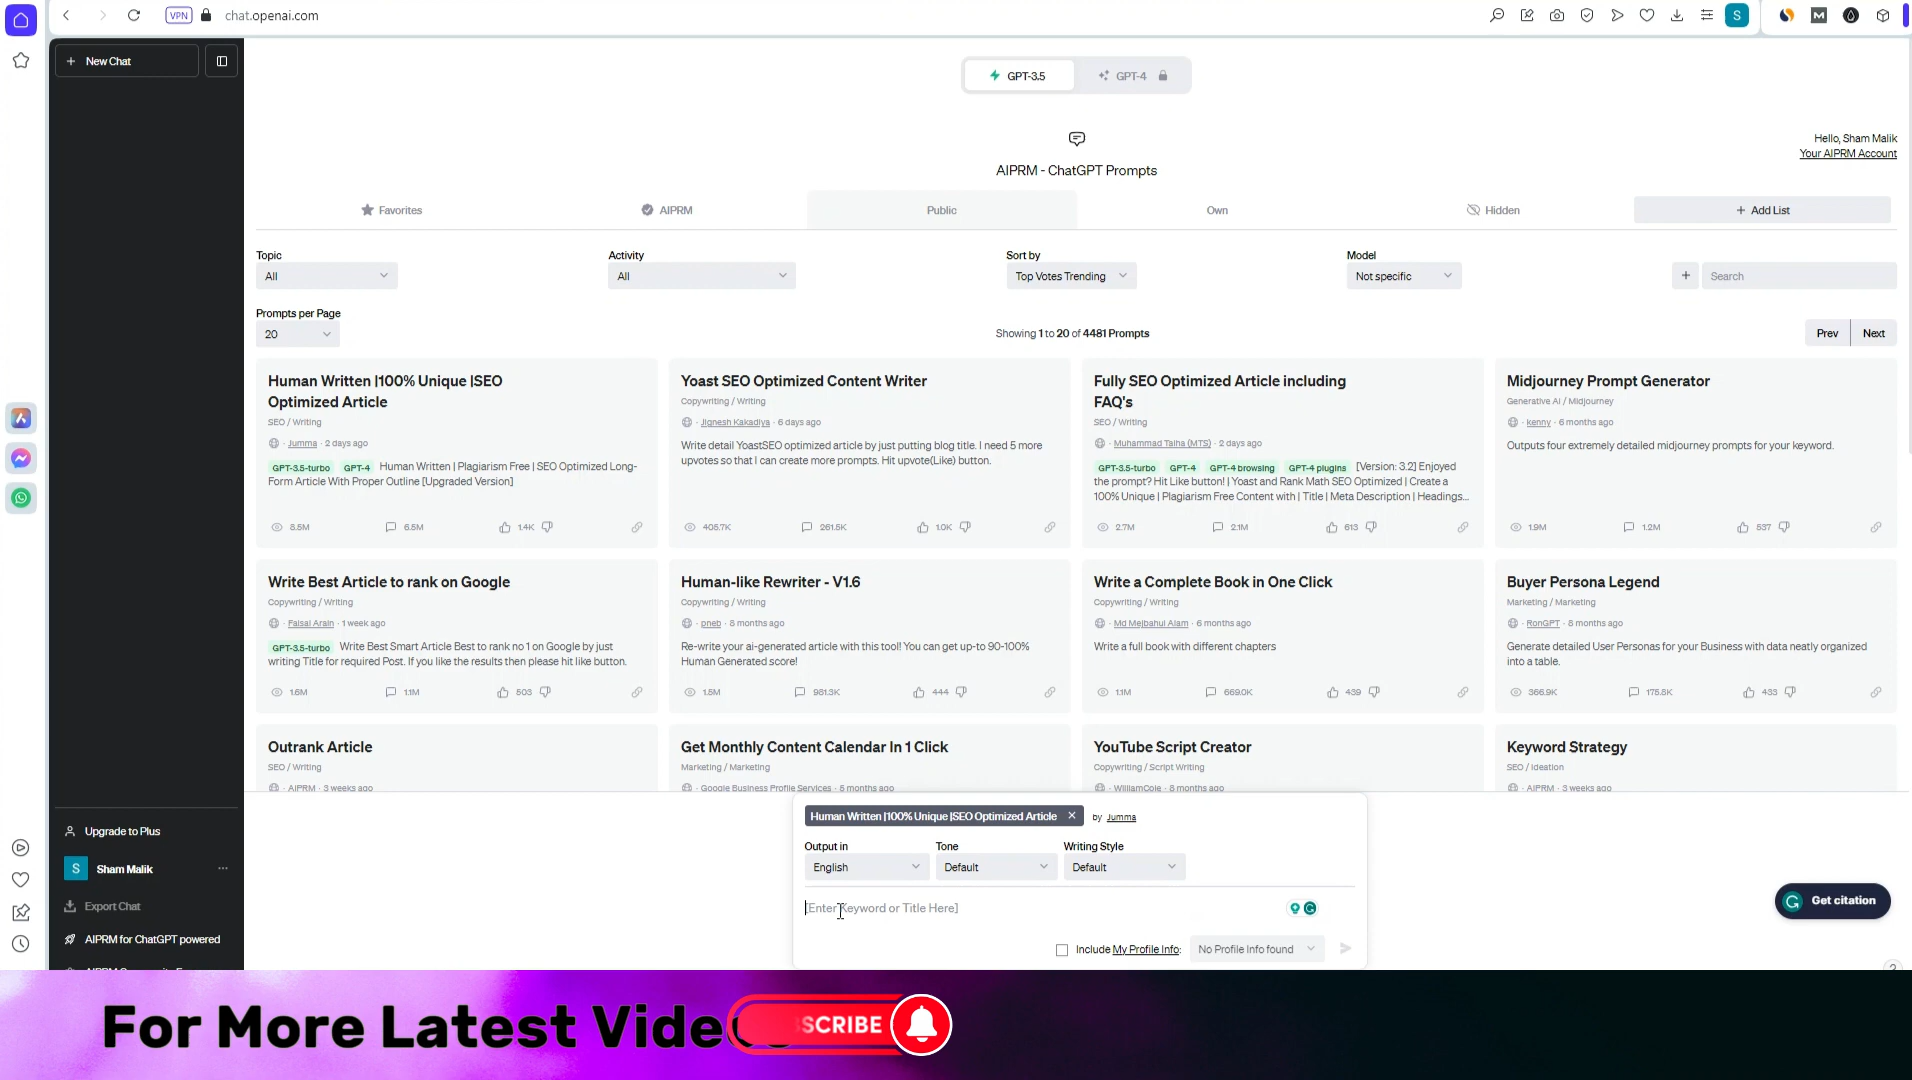 VPN
chat.openai.com
S
M
New Chat
GPT-3.5
GPT-4
Hello, Sham Malik
Your AIPRM Account
AIPRM - ChatGPT Prompts
Favorites
AIPRM
Public
Own
Hidden
+ Add List
Topic
All
Activity
All
Sort by
Top Votes Trending
Model
Not specific
+
Search
Prompts per Page
20
Showing 1 to 20 of 4481 Prompts
Prev
Next
Human Written |100% Unique |SEO
Optimized Article
SEO / Writing
Jumma · 2 days ago
GPT-3.5-turbo GPT-4 Human Written | Plagiarism Free | SEO Optimized Long-
Form Article With Proper Outline [Upgraded Version]
8.5M
6.5M
1.4K
Yoast SEO Optimized Content Writer
Copywriting / Writing
Jignesh Kakadiya · 6 days ago
Write detail YoastSEO optimized article by just putting blog title. I need 5 more
upvotes so that I can create more prompts. Hit upvote(Like) button.
405.7K
261.5K
1.0K
Fully SEO Optimized Article including
FAQ's
SEO / Writing
Muhammad Talha (MTS) · 2 days ago
GPT-3.5-turbo GPT-4 GPT-4 browsing GPT-4 plugins [Version: 3.2] Enjoyed
the prompt? Hit Like button! | Yoast and Rank Math SEO Optimized | Create a
100% Unique | Plagiarism Free Content with | Title | Meta Description | Headings...
2.7M
2.1M
613
Midjourney Prompt Generator
Generative AI / Midjourney
kenny · 6 months ago
Outputs four extremely detailed midjourney prompts for your keyword.
1.9M
1.2M
537
Write Best Article to rank on Google
Copywriting / Writing
Faisal Arain · 1 week ago
GPT-3.5-turbo Write Best Smart Article Best to rank no 1 on Google by just
writing Title for required Post. If you like the results then please hit like button.
1.6M
1.1M
503
Human-like Rewriter - V1.6
Copywriting / Writing
pneb · 8 months ago
Re-write your ai-generated article with this tool! You can get up-to 90-100%
Human Generated score!
1.5M
981.3K
444
Write a Complete Book in One Click
Copywriting / Writing
Md Mejbahul Alam · 6 months ago
Write a full book with different chapters
1.1M
669.0K
439
Buyer Persona Legend
Marketing / Marketing
RonGPT · 8 months ago
Generate detailed User Personas for your Business with data neatly organized
into a table.
366.9K
175.8K
433
Outrank Article
SEO / Writing
AIPRM · 3 weeks ago
Get Monthly Content Calendar In 1 Click
Marketing / Marketing
Google Business Profile Services · 8 months ago
YouTube Script Creator
Copywriting / Script Writing
WilliamCole · 8 months ago
Keyword Strategy
SEO / Ideation
AIPRM · 3 weeks ago
Upgrade to Plus
S
Sham Malik
...
Export Chat
AIPRM for ChatGPT powered
Human Written |100% Unique |SEO Optimized Article
by Jumma
Output in
English
Tone
Default
Writing Style
Default
[Enter Keyword or Title Here]
Include My Profile Info:
No Profile Info found
Get citation
For More Latest Vide
SCRIBE